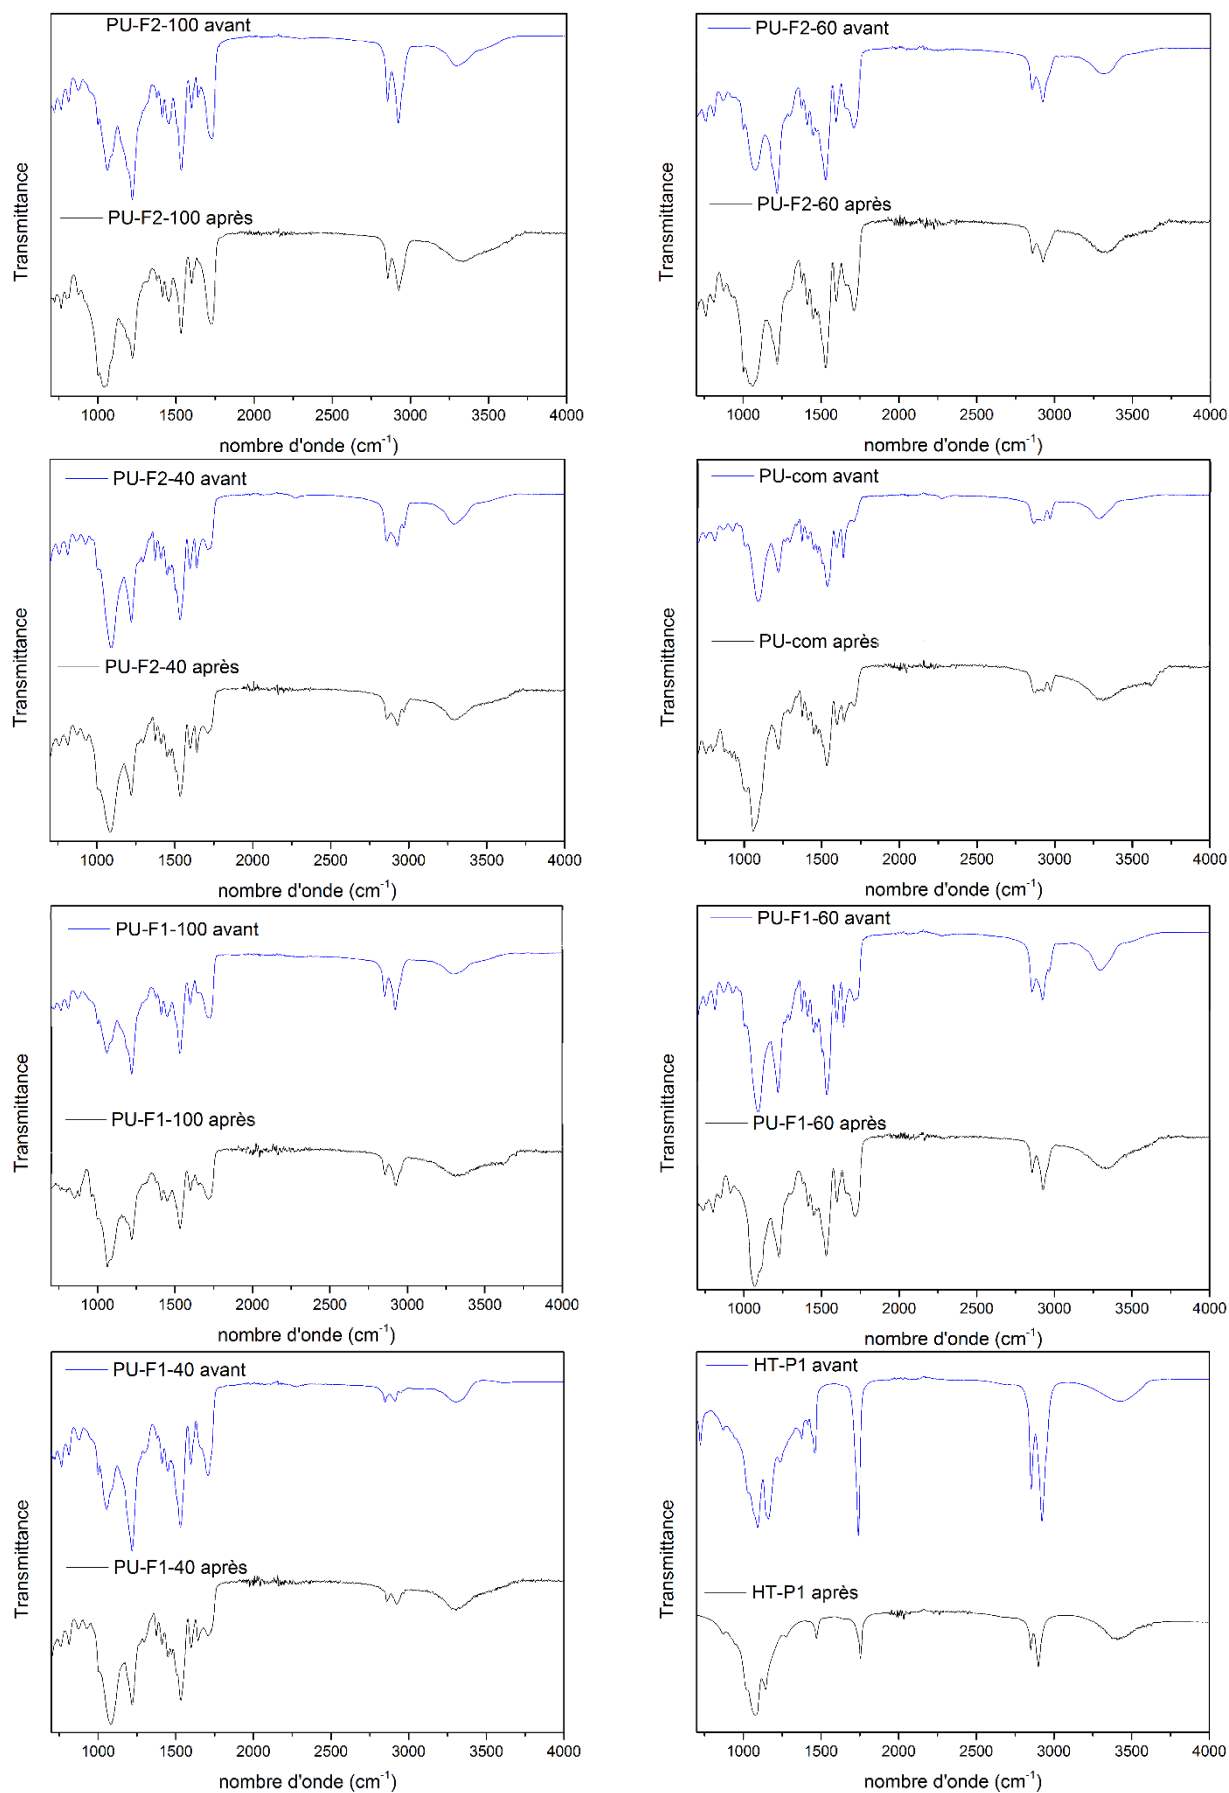 PU-F2-100 avant
PU-F2-100 après
Transmittance
1000 1500 2000 2500 3000 3500 4000
nombre d'onde (cm⁻¹)
PU-F2-60 avant
PU-F2-60 après
Transmittance
1000 1500 2000 2500 3000 3500 4000
nombre d'onde (cm⁻¹)
PU-F2-40 avant
PU-F2-40 après
Transmittance
1000 1500 2000 2500 3000 3500 4000
nombre d'onde (cm⁻¹)
PU-com avant
PU-com après
Transmittance
1000 1500 2000 2500 3000 3500 4000
nombre d'onde (cm⁻¹)
PU-F1-100 avant
PU-F1-100 après
Transmittance
1000 1500 2000 2500 3000 3500 4000
nombre d'onde (cm⁻¹)
PU-F1-60 avant
PU-F1-60 après
Transmittance
1000 1500 2000 2500 3000 3500 4000
nombre d'onde (cm⁻¹)
PU-F1-40 avant
PU-F1-40 après
Transmittance
1000 1500 2000 2500 3000 3500 4000
nombre d'onde (cm⁻¹)
HT-P1 avant
HT-P1 après
Transmittance
1000 1500 2000 2500 3000 3500 4000
nombre d'onde (cm⁻¹)